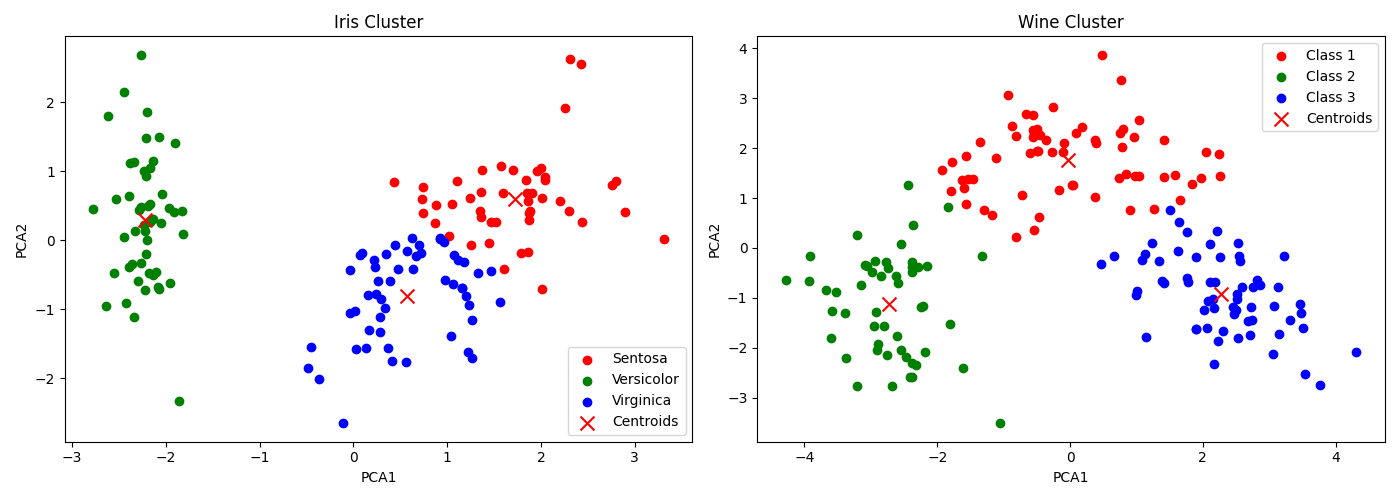 Iris Cluster
PCA2
2
1
0
−1
−2
−3
−2
−1
0
1
2
3
PCA1
Sentosa
Versicolor
Virginica
Centroids
Wine Cluster
PCA2
4
3
2
1
0
−1
−2
−3
−4
−2
0
2
4
PCA1
Class 1
Class 2
Class 3
Centroids